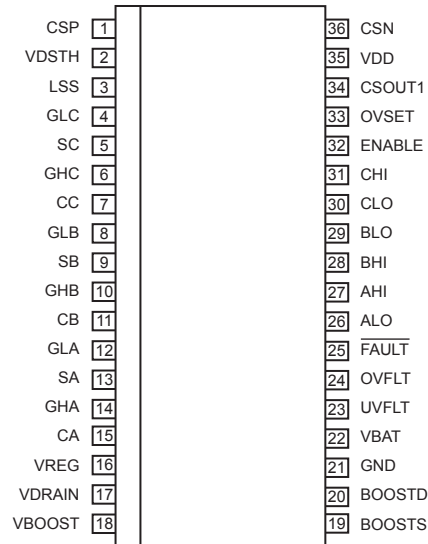 CSP 1 36 CSN
VDSTH 2 35 VDD
LSS 3 34 CSOUT1
GLC 4 33 OVSET
SC 5 32 ENABLE
GHC 6 31 CHI
CC 7 30 CLO
GLB 8 29 BLO
SB 9 28 BHI
GHB 10 27 AHI
CB 11 26 ALO
GLA 12 25 FAULT
SA 13 24 OVFLT
GHA 14 23 UVFLT
CA 15 22 VBAT
VREG 16 21 GND
VDRAIN 17 20 BOOSTD
VBOOST 18 19 BOOSTS